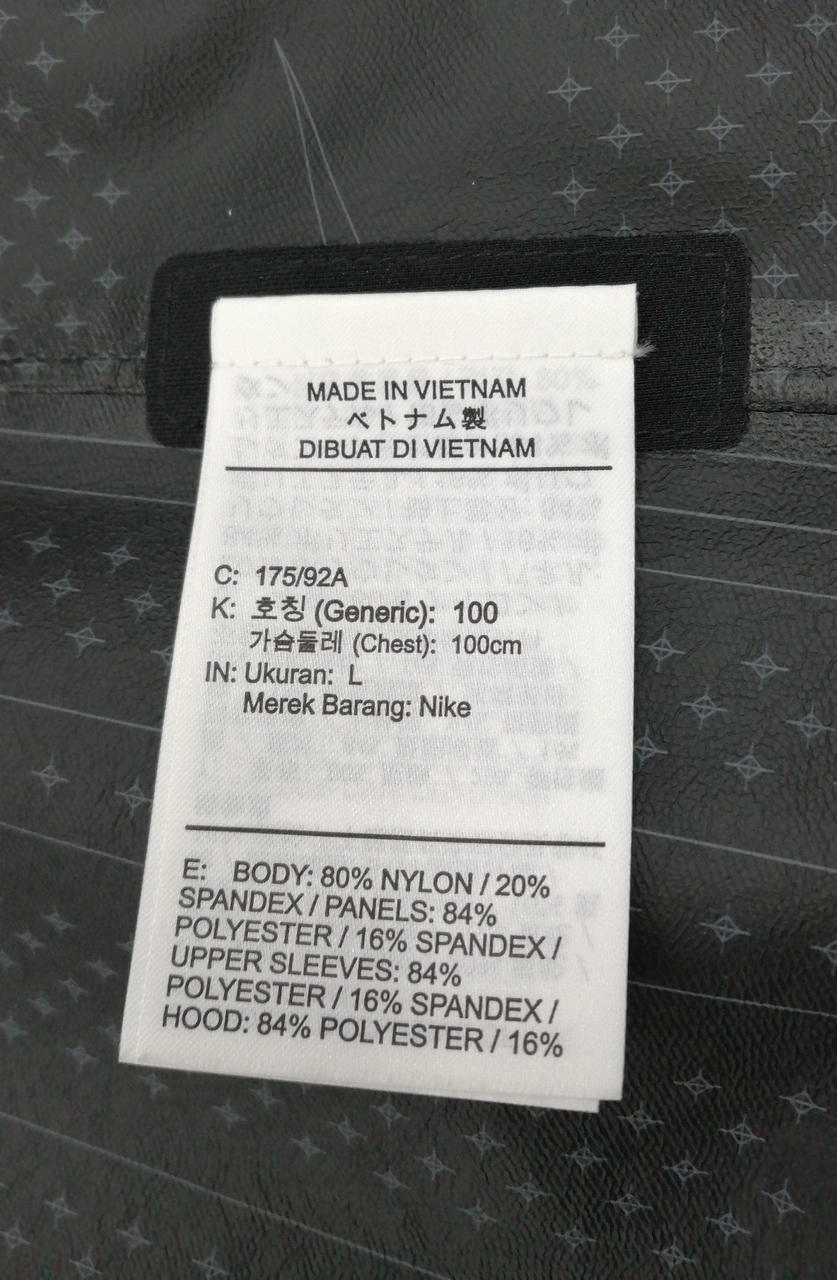 MADE IN VIETNAM
ベトナム製
DIBUAT DI VIETNAM
C: 175/92A
K: 호칭 (Generic): 100
가슴둘레 (Chest): 100cm
IN: Ukuran: L
Merek Barang: Nike
E: BODY: 80% NYLON / 20%
SPANDEX / PANELS: 84%
POLYESTER / 16% SPANDEX /
UPPER SLEEVES: 84%
POLYESTER / 16% SPANDEX /
HOOD: 84% POLYESTER / 16%